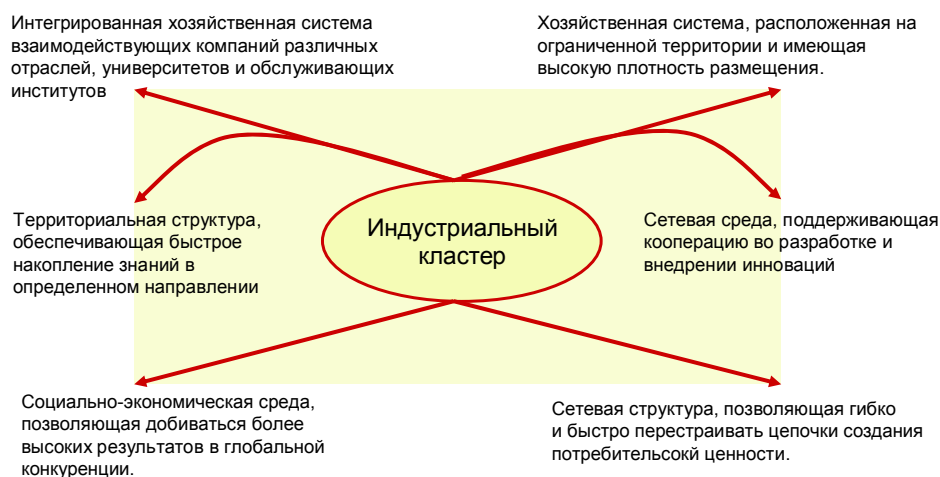 Интегрированная хозяйственная система
взаимодействующих компаний различных
отраслей, университетов и обслуживающих
институтов
Хозяйственная система, расположенная на
ограниченной территории и имеющая
высокую плотность размещения.
Территориальная структура,
обеспечивающая быстрое
накопление знаний в
определенном направлении
Индустриальный
кластер
Сетевая среда, поддерживающая
кооперацию во разработке и
внедрении инноваций
Социально-экономическая среда,
позволяющая добиваться более
высоких результатов в глобальной
конкуренции.
Сетевая структура, позволяющая гибко
и быстро перестраивать цепочки создания
потребительскй ценности.